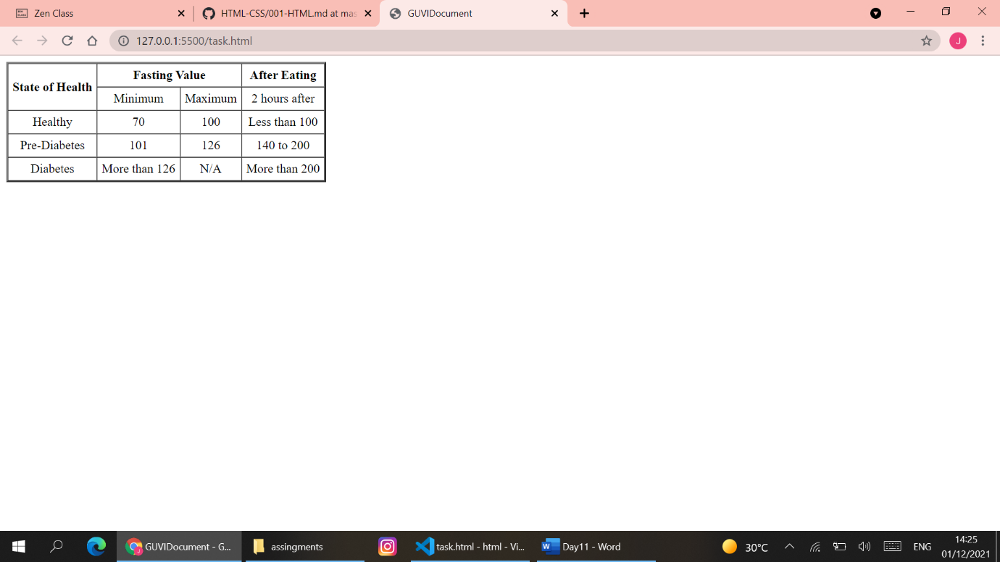 Zen Class
HTML-CSS/001-HTML.md at mas
GUVIDocument
127.0.0.1:5500/task.html
J
State of Health Fasting Value After Eating
Minimum Maximum 2 hours after
Healthy 70 100 Less than 100
Pre-Diabetes 101 126 140 to 200
Diabetes More than 126 N/A More than 200
GUVIDocument - G...
assingments
task.html - html - Vi...
Day11 - Word
30°C
ENG
14:25
01/12/2021